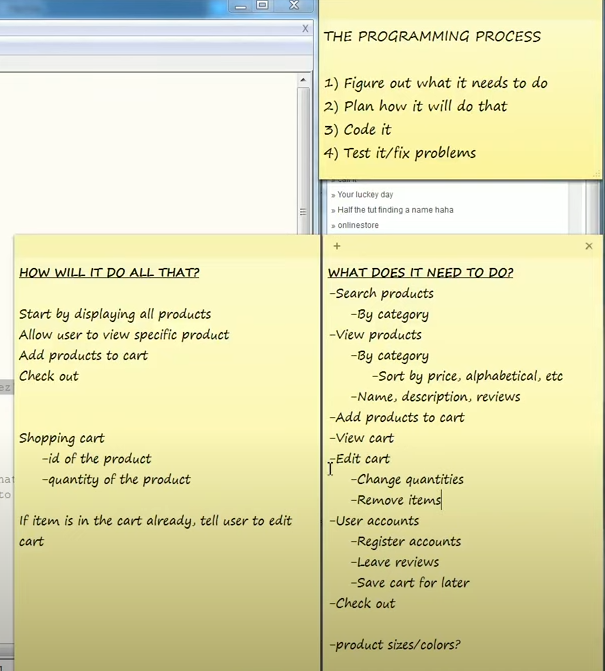 THE PROGRAMMING PROCESS
1) Figure out what it needs to do
2) Plan how it will do that
3) Code it
4) Test it/fix problems
» Your luckey day
» Half the tut finding a name haha
» onlinestore
HOW WILL IT DO ALL THAT?
Start by displaying all products
Allow user to view specific product
Add products to cart
Check out
Shopping cart
-id of the product
-quantity of the product
If item is in the cart already, tell user to edit
cart
WHAT DOES IT NEED TO DO?
-Search products
-By category
-View products
-By category
-Sort by price, alphabetical, etc
-Name, description, reviews
-Add products to cart
-View cart
-Edit cart
-Change quantities
-Remove items
-User accounts
-Register accounts
-Leave reviews
-Save cart for later
-Check out
-product sizes/colors?